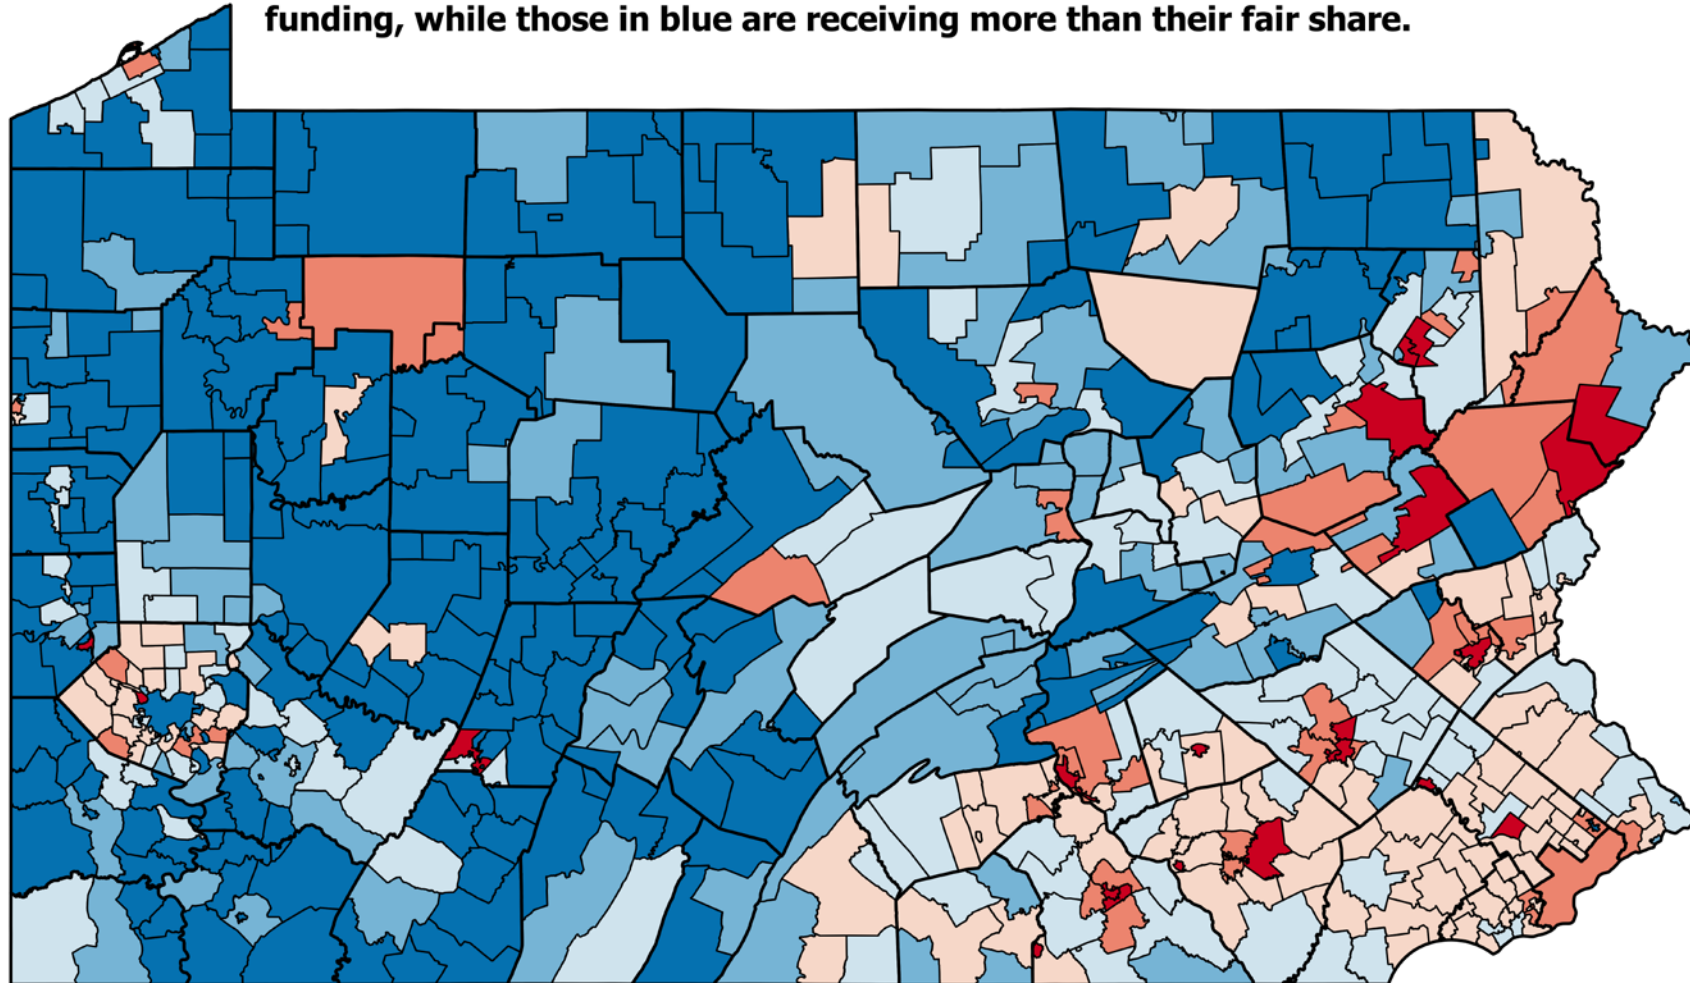 funding, while those in blue are receiving more than their fair share.